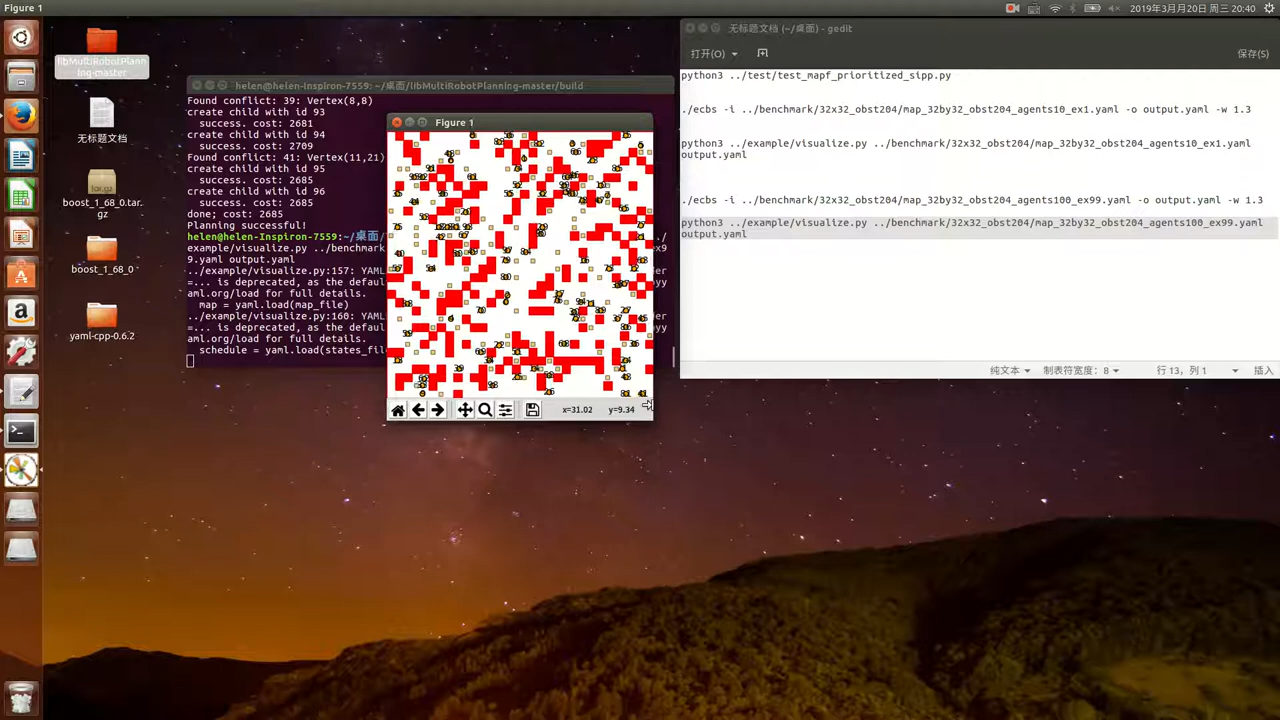 Figure 1
2019年3月20日 周三 20:40
libMultiRobotPlanni
ng-master
无标题文档
boost_1_68_0.tar.
gz
boost_1_68_0
yaml-cpp-0.6.2
helen@helen-Inspiron-7559: ~/桌面/libMultiRobotPlanning-master/build
Found conflict: 39: Vertex(8,8)
create child with id 93
success. cost: 2681
create child with id 94
success. cost: 2709
Found conflict: 41: Vertex(11,21)
create child with id 95
success. cost: 2685
create child with id 96
success. cost: 2685
done; cost: 2685
Planning successful!
helen@helen-Inspiron-7559:~/桌面/
example/visualize.py ../benchmark
9.yaml output.yaml
../example/visualize.py:157: YAML
=... is deprecated, as the defaul
aml.org/load for full details.
map = yaml.load(map_file)
../example/visualize.py:160: YAML
=... is deprecated, as the defaul
aml.org/load for full details.
schedule = yaml.load(states_fil
Figure 1
x=31.02 y=9.34
无标题文档 (~/桌面) - gedit
打开(O)
保存(S)
python3 ../test/test_mapf_prioritized_sipp.py
./ecbs -i ../benchmark/32x32_obst204/map_32by32_obst204_agents10_ex1.yaml -o output.yaml -w 1.3
python3 ../example/visualize.py ../benchmark/32x32_obst204/map_32by32_obst204_agents10_ex1.yaml
output.yaml
./ecbs -i ../benchmark/32x32_obst204/map_32by32_obst204_agents100_ex99.yaml -o output.yaml -w 1.3
python3 ../example/visualize.py ../benchmark/32x32_obst204/map_32by32_obst204_agents100_ex99.yaml
output.yaml
纯文本 制表符宽度：8 行 13，列 1 插入